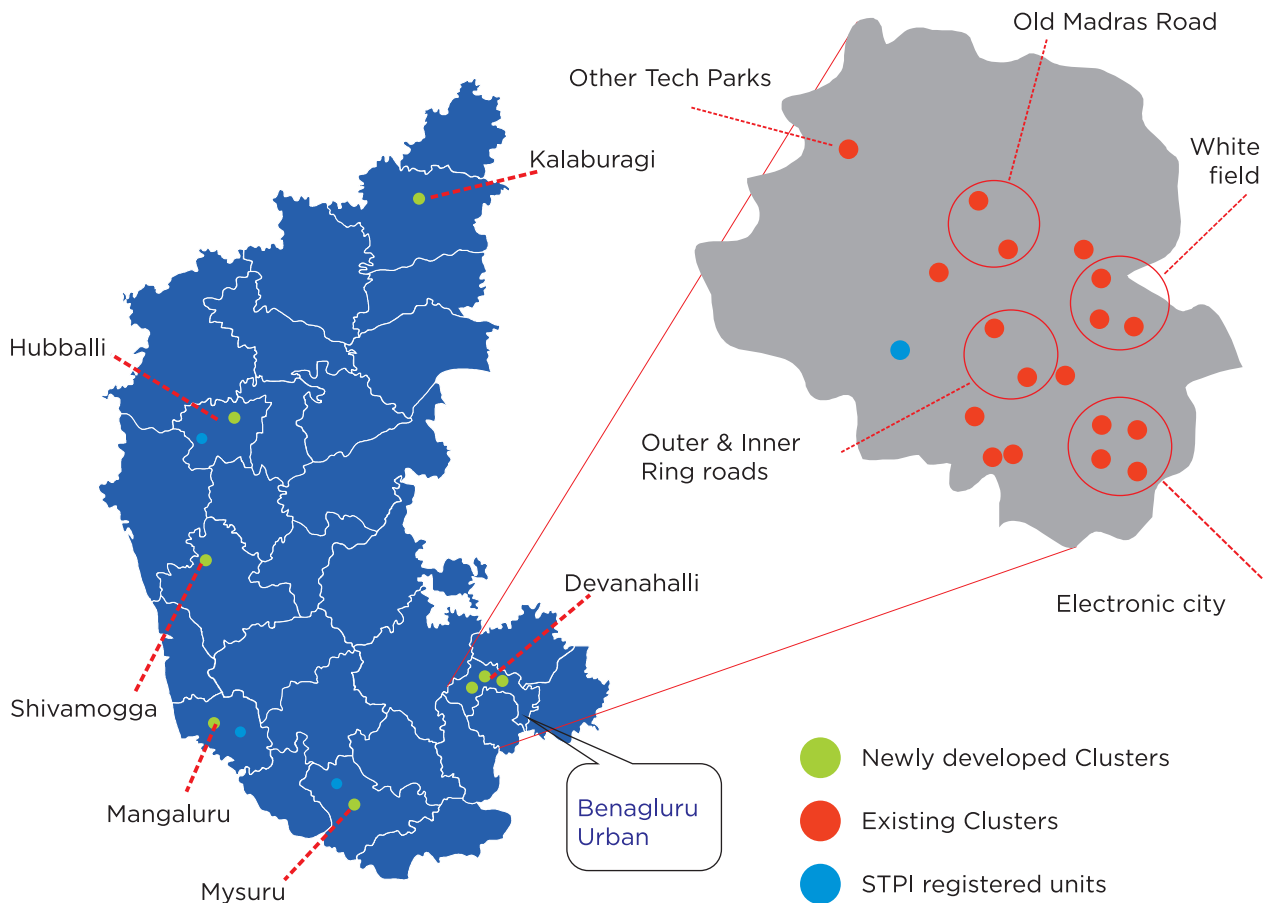 Old Madras Road
Other Tech Parks
White
field
Kalaburagi
Hubballi
Outer & Inner
Ring roads
Devanahalli
Electronic city
Shivamogga
Mangaluru
Mysuru
Benagluru
Urban
Newly developed Clusters
Existing Clusters
STPI registered units